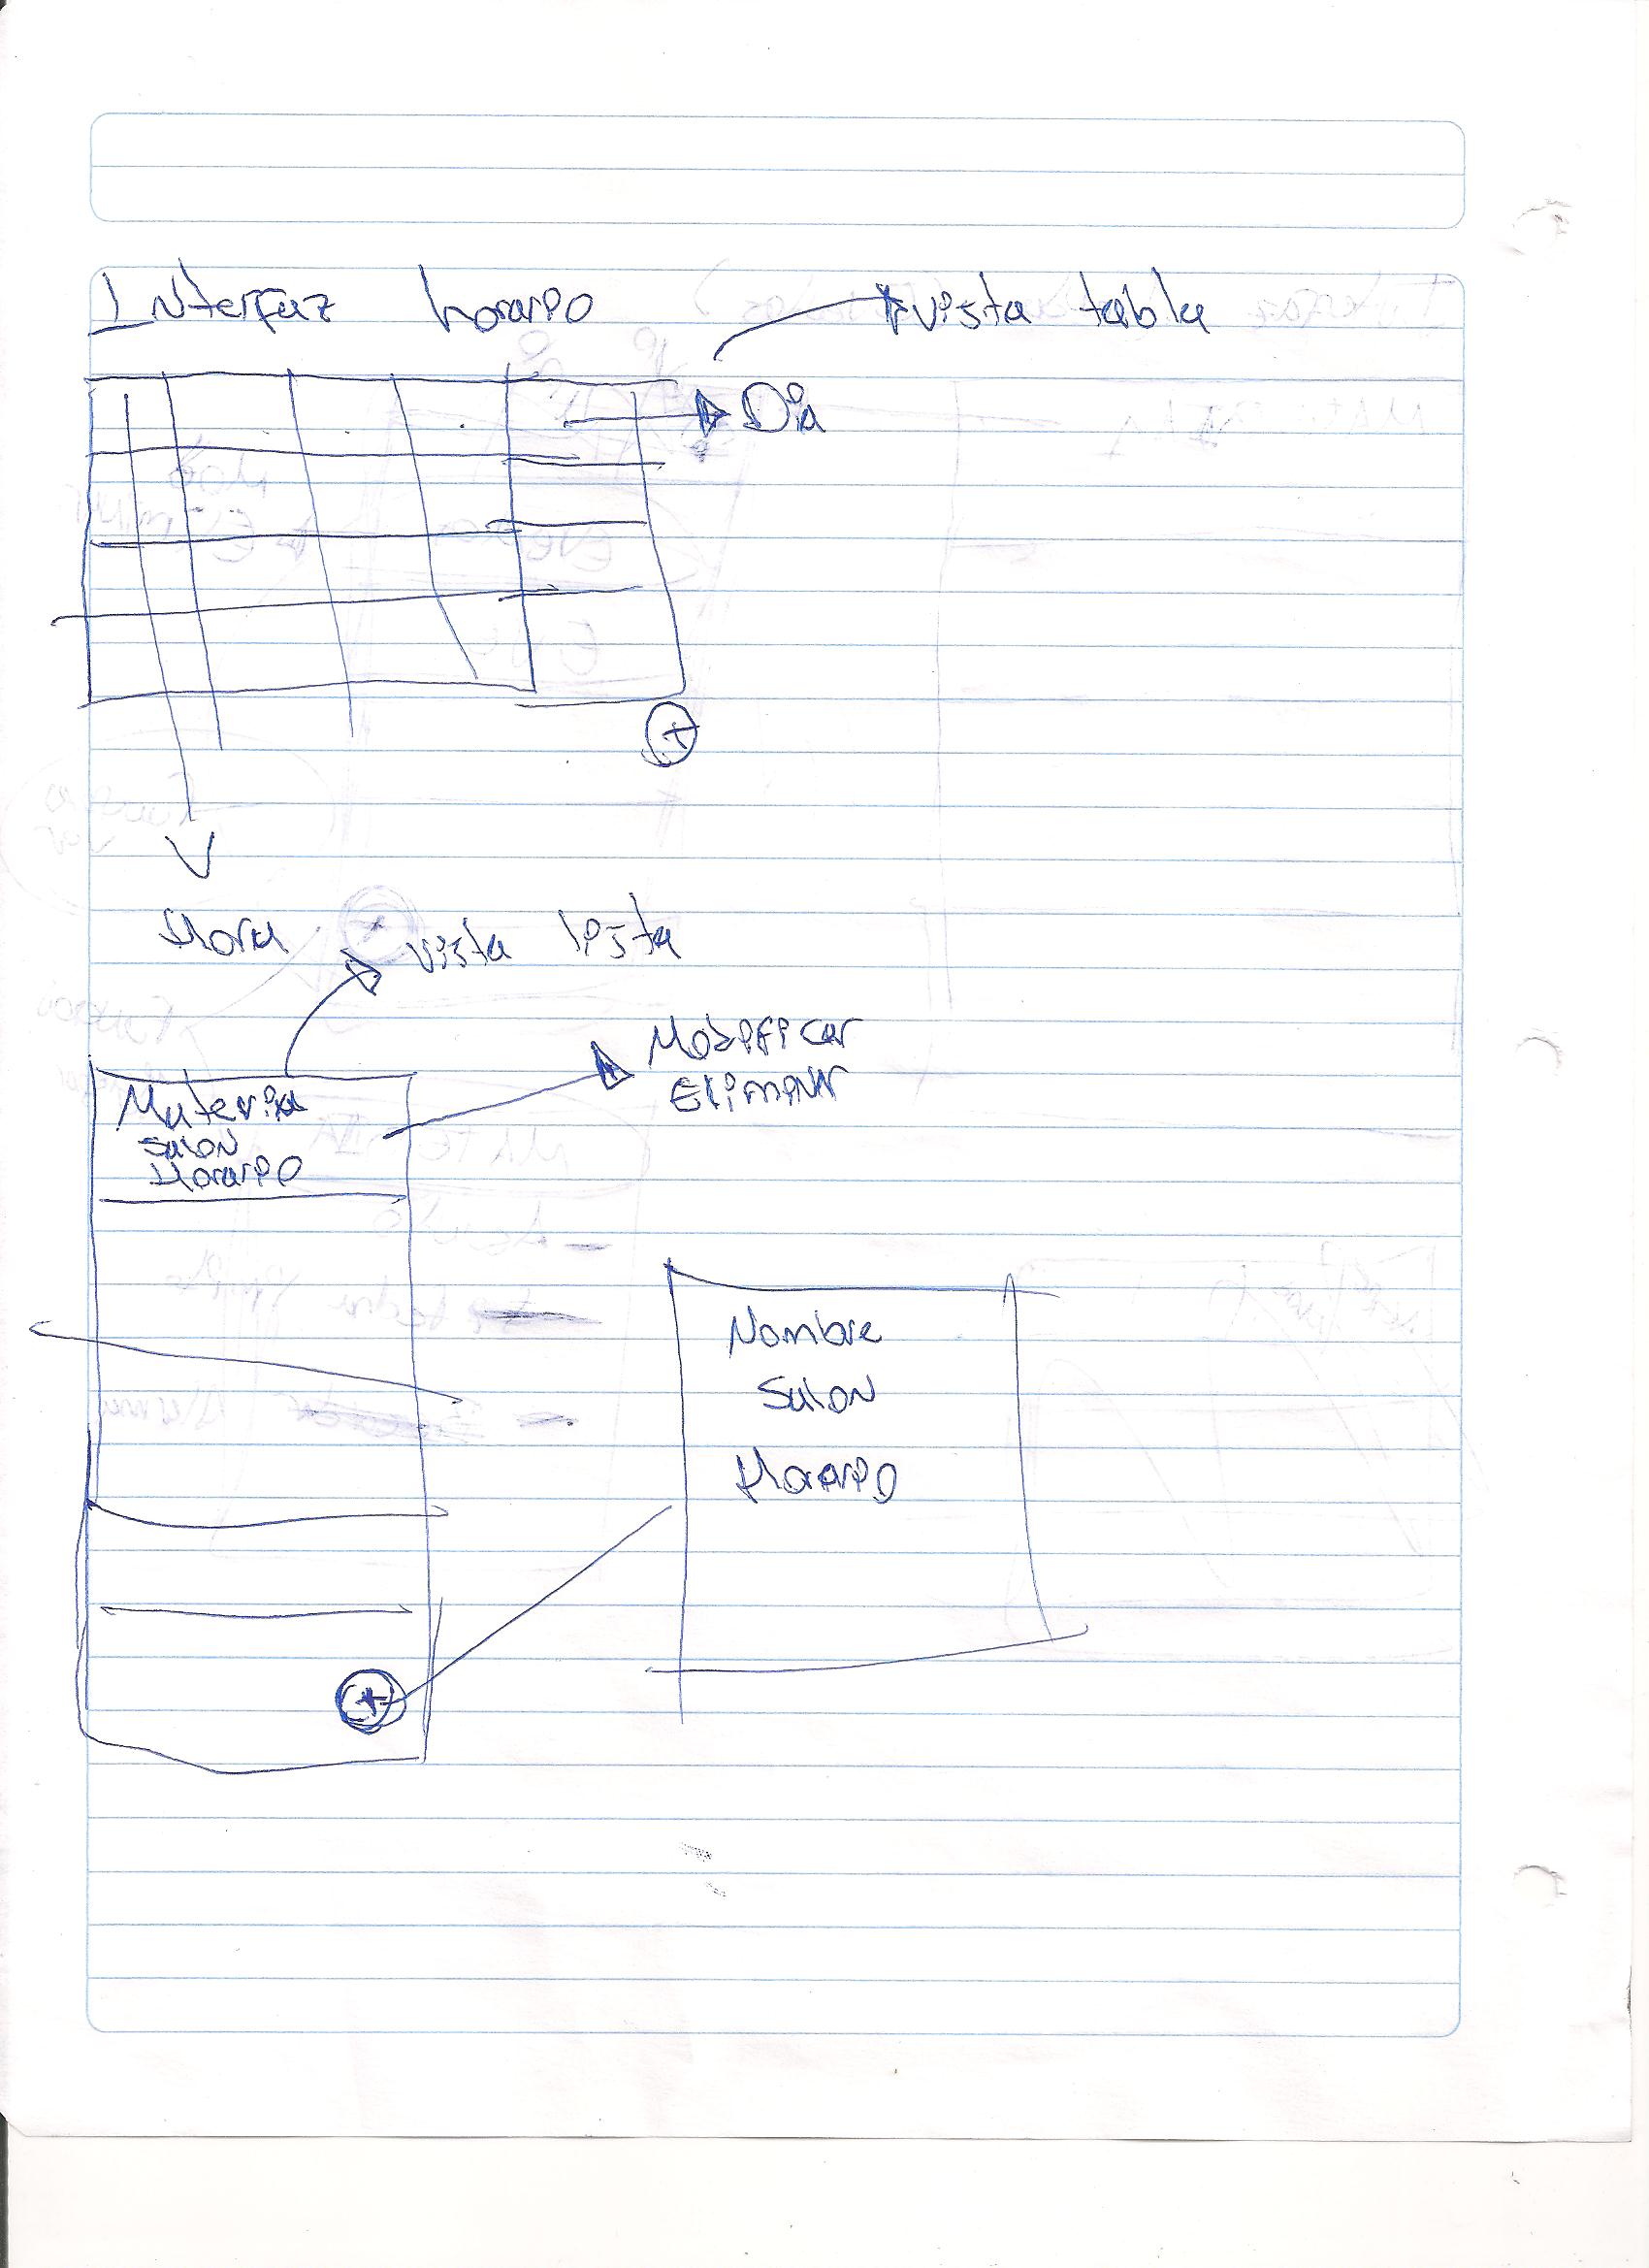 Interfaz horario
vista tabla
Dia
+
Hora
vista lista
Modificar
Eliminar
Materia
Salon
Horario
Nombre
Salon
Horario
+